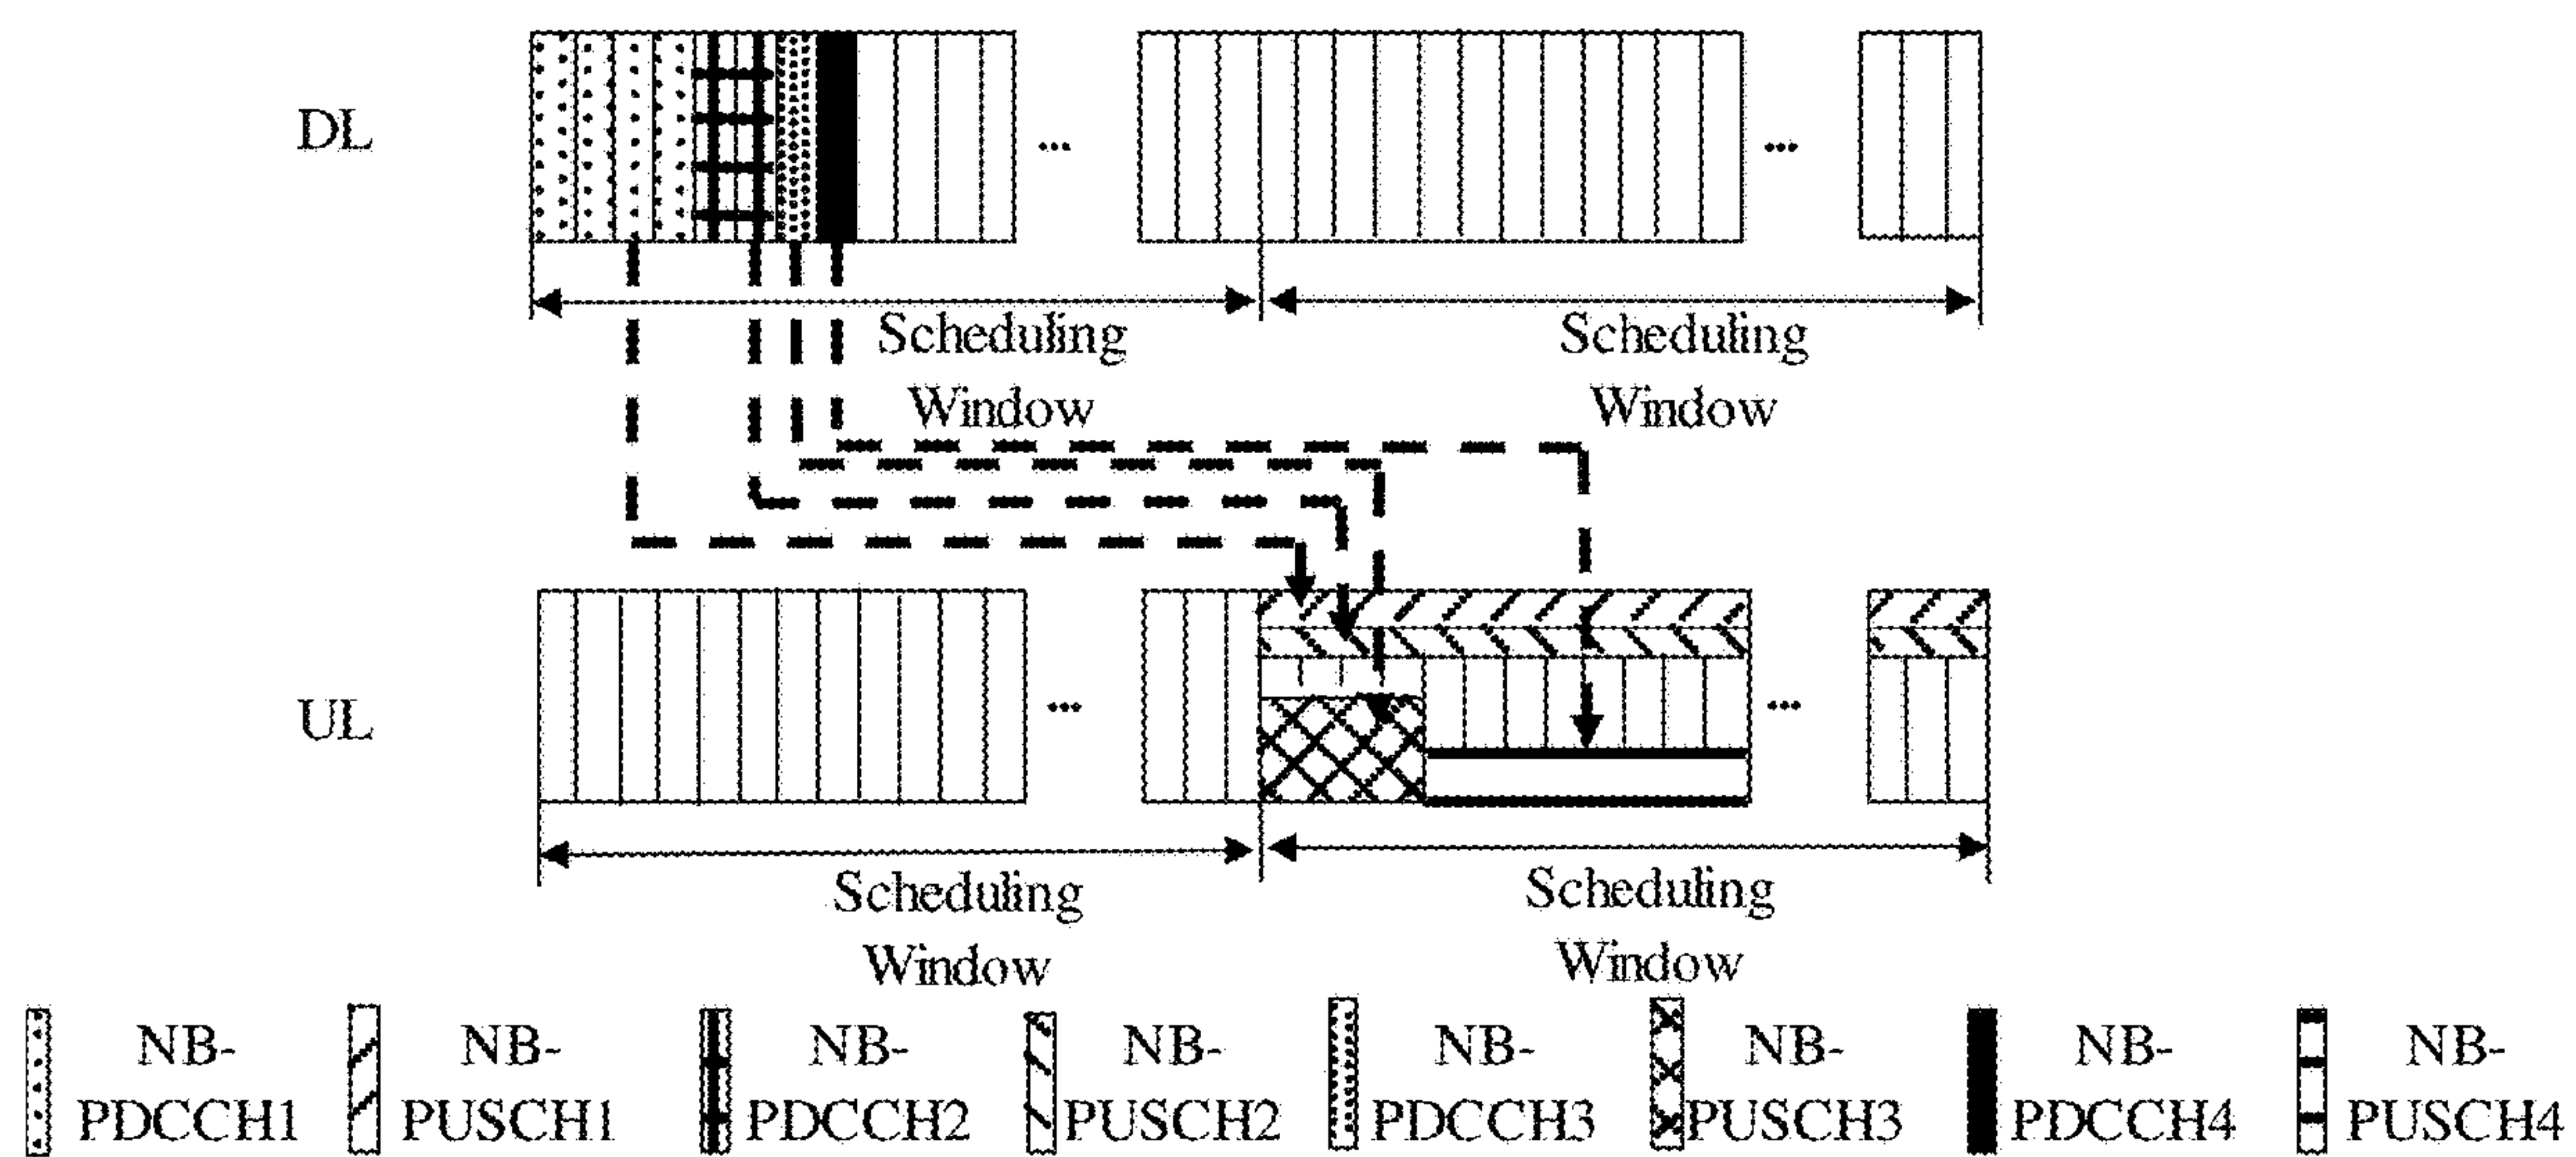 DL
...
...
Scheduling
Window
Scheduling
Window
UL
...
...
Scheduling
Window
Scheduling
Window
NB-
PDCCH1
NB-
PUSCH1
NB-
PDCCH2
NB-
PUSCH2
NB-
PDCCH3
NB-
PUSCH3
NB-
PDCCH4
NB-
PUSCH4